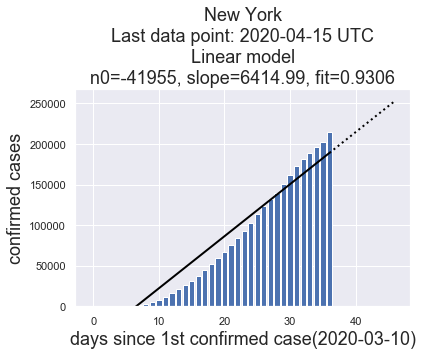 New York
Last data point: 2020-04-15 UTC
Linear model
n0=-41955, slope=6414.99, fit=0.9306
250000
200000
150000
100000
50000
0
confirmed cases
0 10 20 30 40
days since 1st confirmed case(2020-03-10)